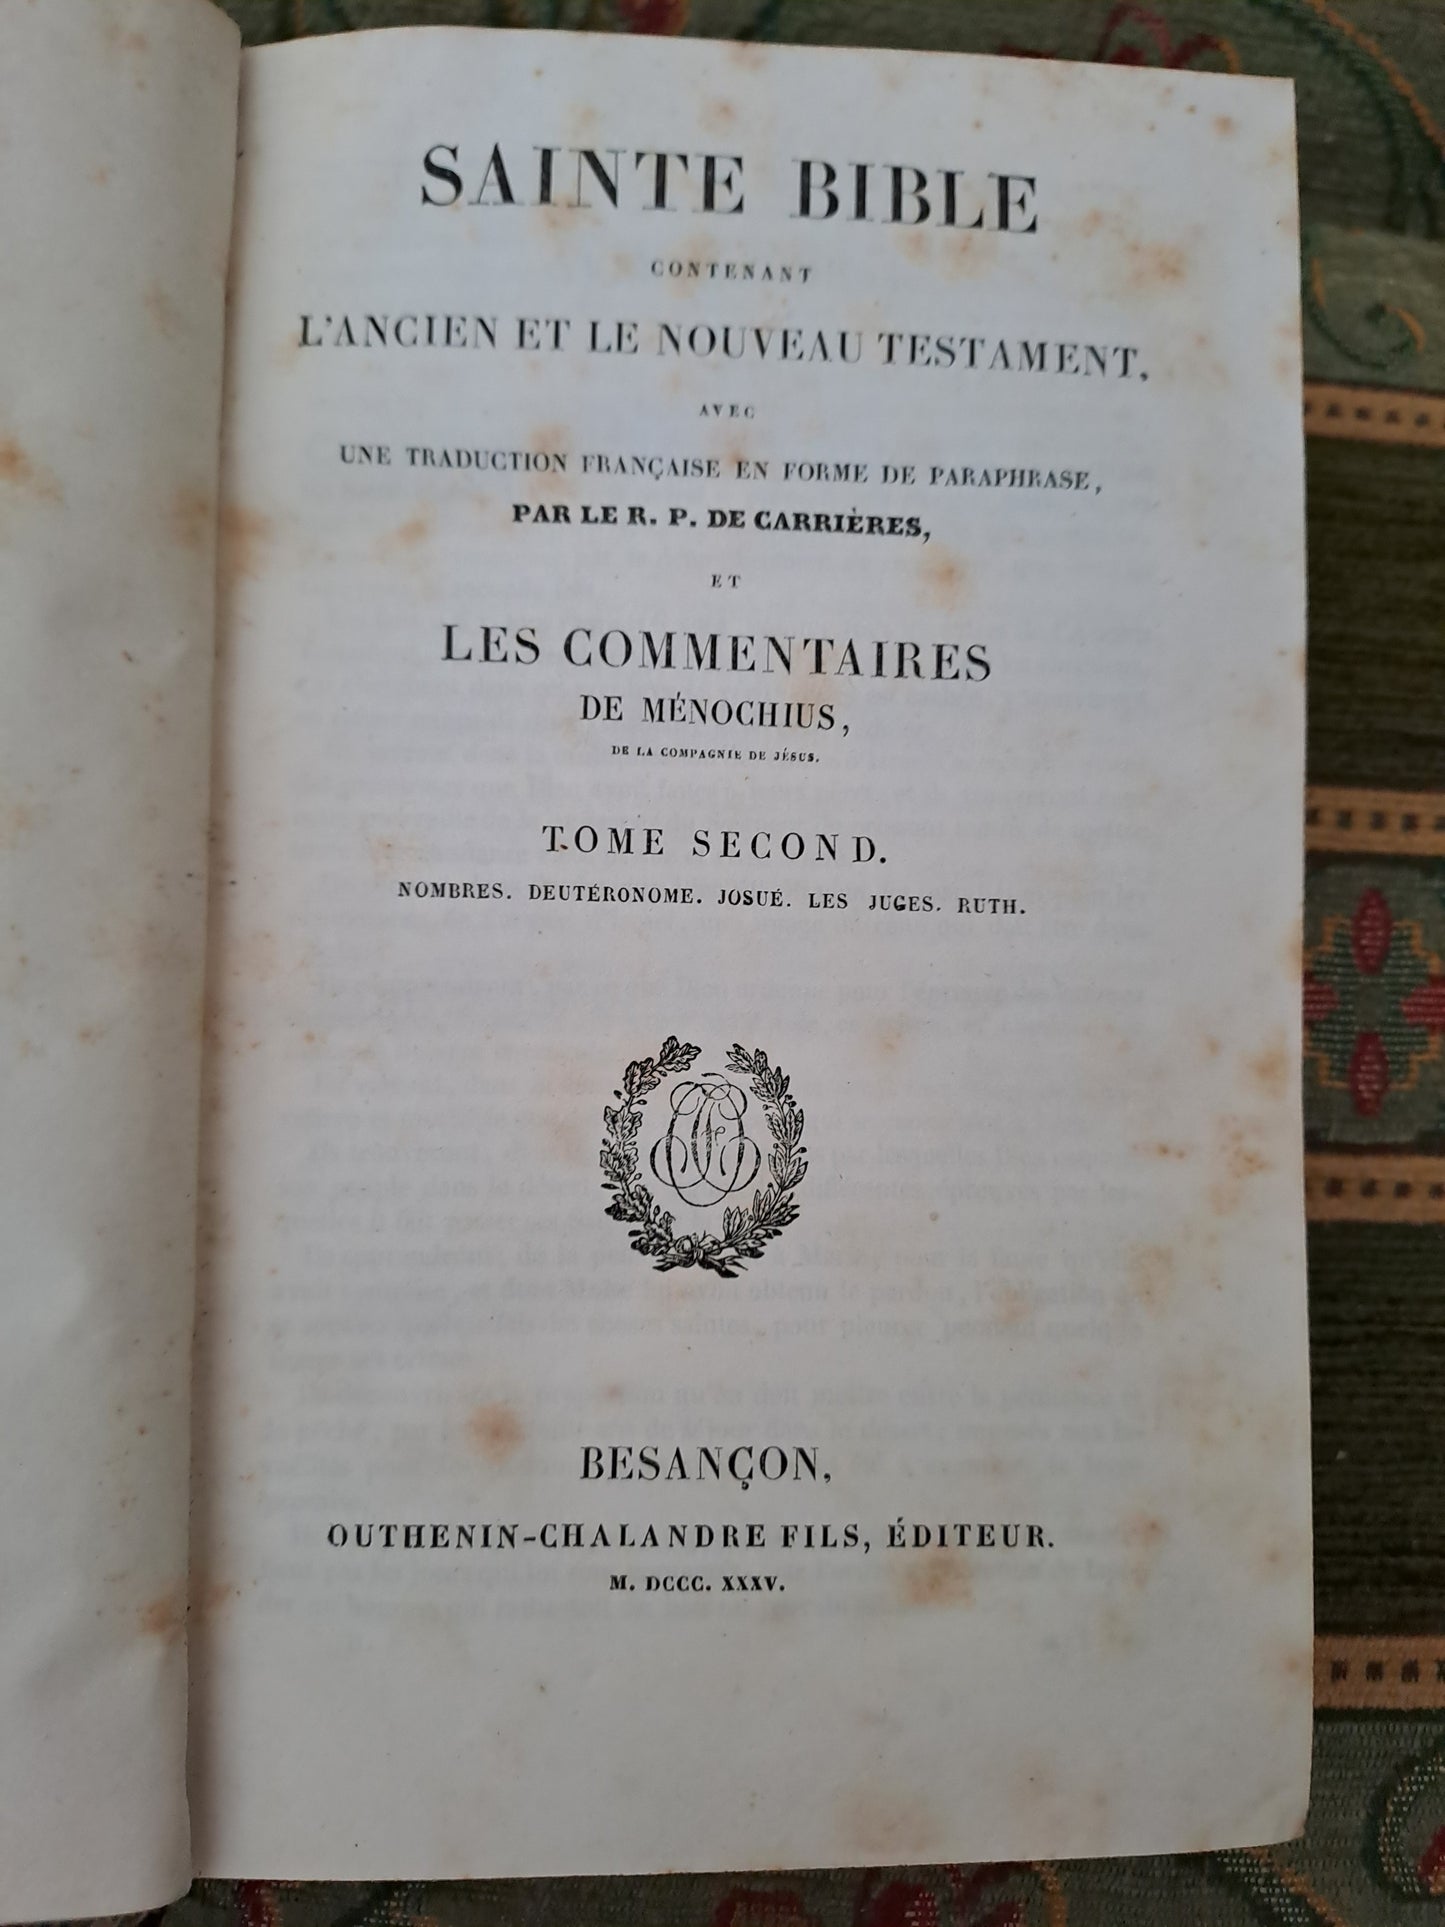 SAINTE BIBLE
CONTENANT
L'ANCIEN ET LE NOUVEAU TESTAMENT,
AVEC
UNE TRADUCTION FRANÇAISE EN FORME DE PARAPHRASE,
PAR LE R. P. DE CARRIÈRES,
ET
LES COMMENTAIRES
DE MÉNOCHIUS,
DE LA COMPAGNIE DE JÉSUS.
TOME SECOND.
NOMBRES. DEUTÉRONOME. JOSUÉ. LES JUGES. RUTH.
BESANÇON,
OUTHENIN-CHALANDRE FILS, ÉDITEUR.
M. DCCC. XXXV.